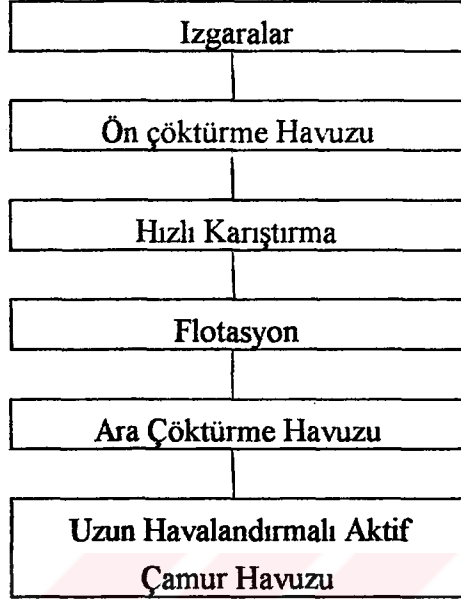 Izgaralar
Ön çöktürme Havuzu
Hızlı Karıştırma
Flotasyon
Ara Çöktürme Havuzu
Uzun Havalandırmalı Aktif
Çamur Havuzu